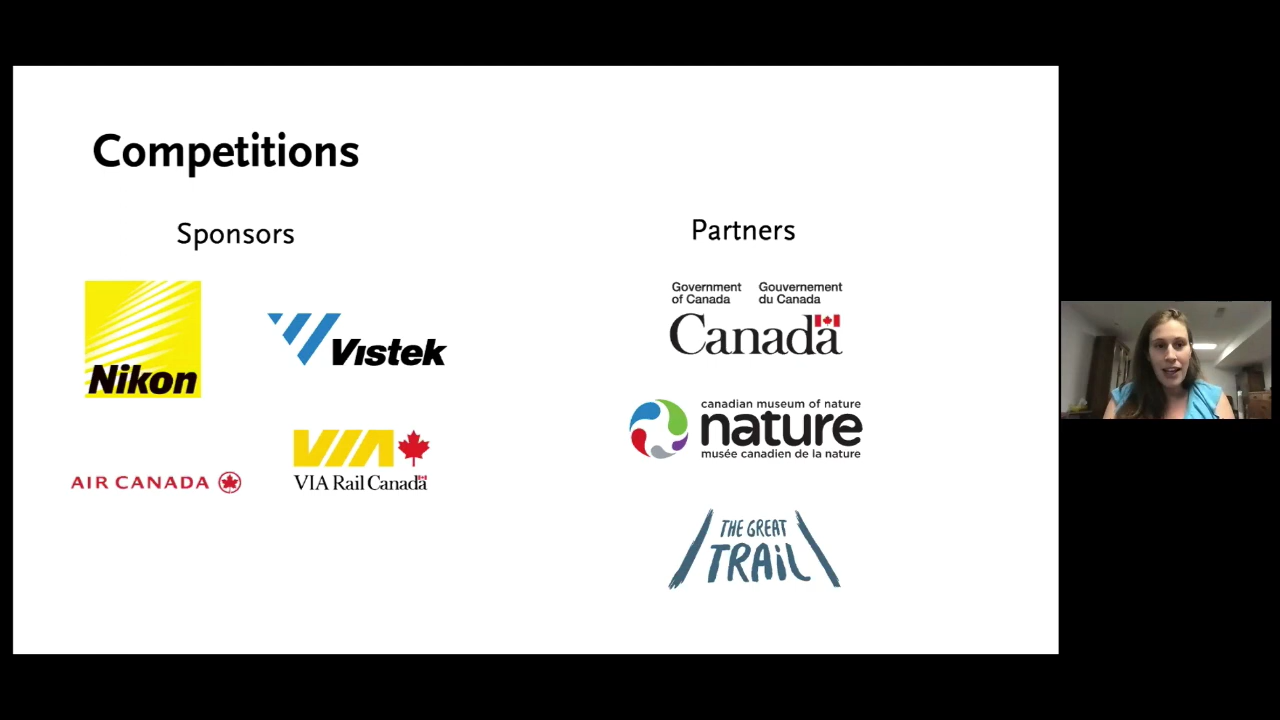 Competitions
Sponsors
Nikon
Vistek
AIR CANADA
VIA
VIA Rail Canada
Partners
Government of Canada
Gouvernement du Canada
Canada
canadian museum of nature
nature
musée canadien de la nature
THE GREAT
TRAIL